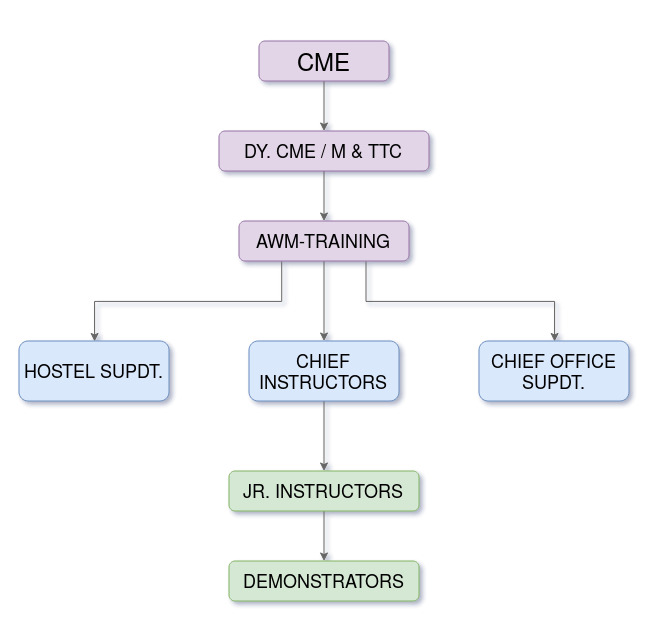 CME
DY. CME / M & TTC
AWM-TRAINING
HOSTEL SUPDT.
CHIEF
INSTRUCTORS
CHIEF OFFICE
SUPDT.
JR. INSTRUCTORS
DEMONSTRATORS